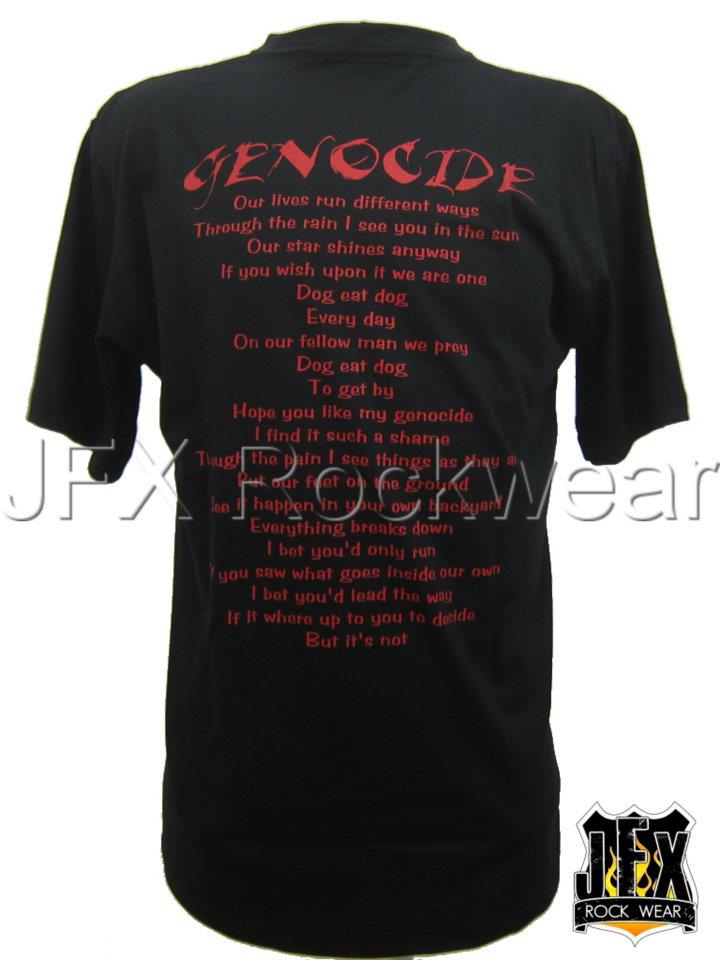 GENOCIDE
Our lives run different ways
Through the rain I see you in the sun
Our star shines anyway
If you wish upon it we are one
Dog eat dog
Every day
On our fellow man we prey
Dog eat dog
To get by
Hope you like my genocide
I find it such a shame
Though the pain I see things as they
Put our feet on the ground
See it happen in your own backyard
JFX Rockwear
Everything breaks down
I bet you'd only run
you saw what goes inside our own
I bet you'd lead the way
If it where up to you to decide
But it's not
JFX
ROCK WEAR